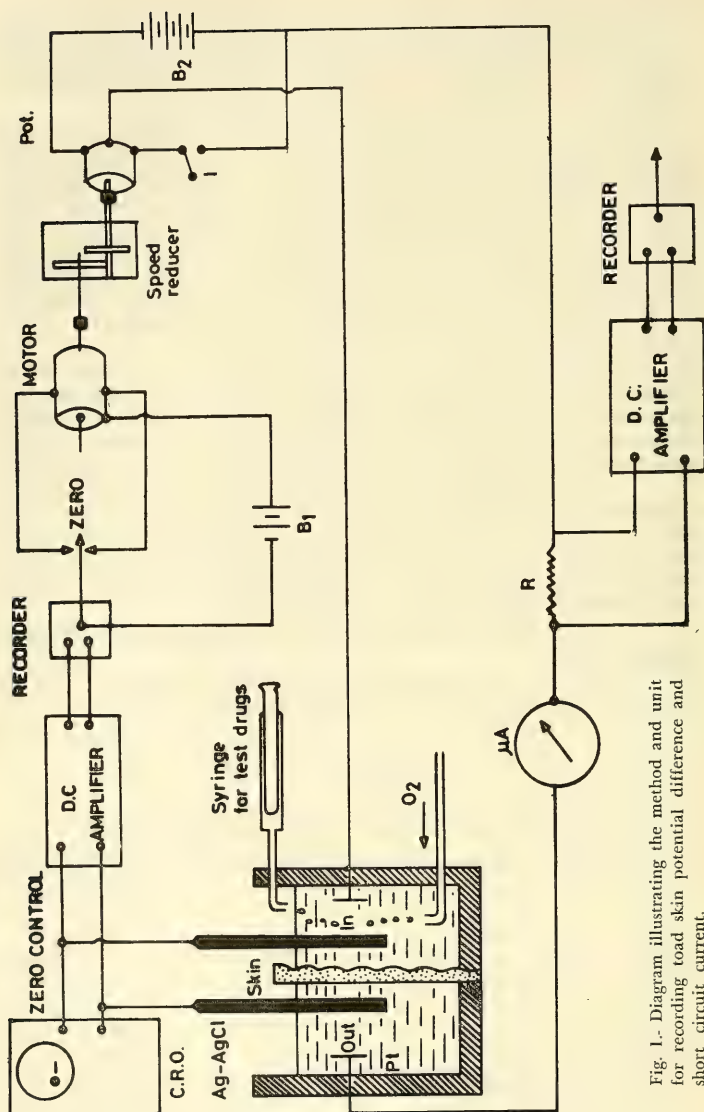 C.R.O.
ZERO CONTROL
D.C
AMPLIFIER
RECORDER
ZERO
MOTOR
Spoed
reducer
Pot.
B2
I
B1
Ag-AgCl
Skin
Syringe
for test drugs
Out
In
Pt
O2
μA
R
D.C.
AMPLIFIER
RECORDER
Fig. 1.- Diagram illustrating the method and unit
for recording toad skin potential difference and
short circuit current.